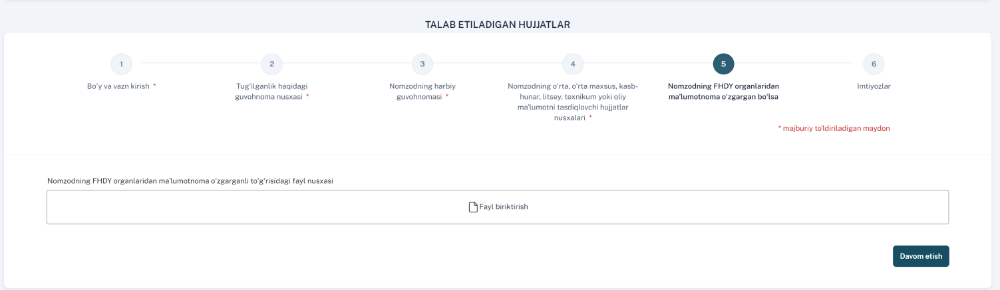 TALAB ETILADIGAN HUJJATLAR
1
2
3
4
5
6
Bo‘y va vazn kirish *
Tug‘ilganlik haqidagi
guvohnoma nusxasi *
Nomzodning harbiy
guvohnomasi *
Nomzodning o‘rta, o‘rta maxsus, kasb-
hunar, litsey, texnikum yoki oliy
ma’lumotni tasdiqlovchi hujjatlar
nusxalari *
Nomzodning FHDY organlaridan
ma’lumotnoma o‘zgargan bo‘lsa
Imtiyozlar
* majburiy to'ldiriladigan maydon
Nomzodning FHDY organlaridan ma’lumotnoma o‘zgarganli to‘g‘risidagi fayl nusxasi
Fayl biriktirish
Davom etish